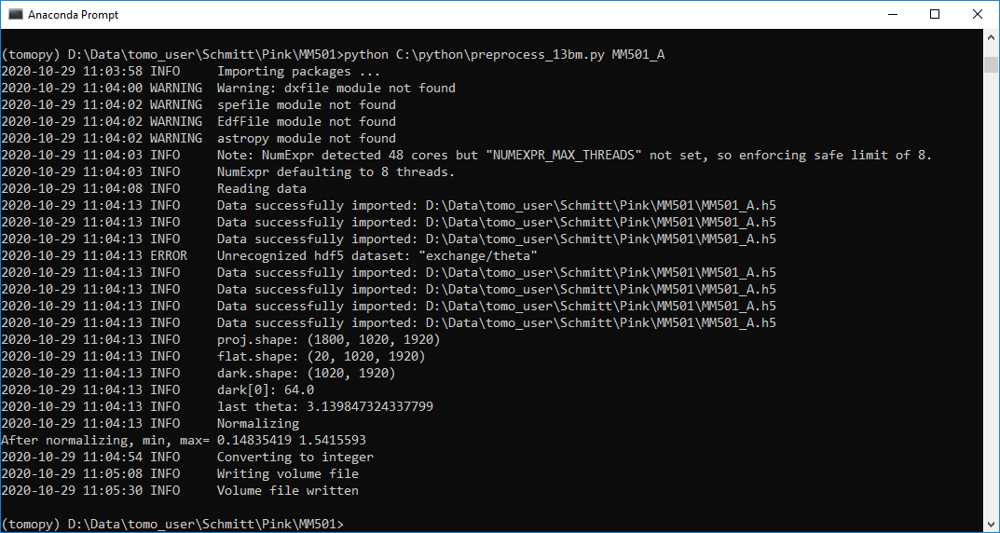 Anaconda Prompt
(tomopy) D:\Data\tomo_user\Schmitt\Pink\MM501>python C:\python\preprocess_13bm.py MM501_A
2020-10-29 11:03:58 INFO     Importing packages ...
2020-10-29 11:04:00 WARNING  Warning: dxfile module not found
2020-10-29 11:04:02 WARNING  spefile module not found
2020-10-29 11:04:02 WARNING  EdfFile module not found
2020-10-29 11:04:02 WARNING  astropy module not found
2020-10-29 11:04:03 INFO     Note: NumExpr detected 48 cores but "NUMEXPR_MAX_THREADS" not set, so enforcing safe limit of 8.
2020-10-29 11:04:03 INFO     NumExpr defaulting to 8 threads.
2020-10-29 11:04:08 INFO     Reading data
2020-10-29 11:04:13 INFO     Data successfully imported: D:\Data\tomo_user\Schmitt\Pink\MM501\MM501_A.h5
2020-10-29 11:04:13 INFO     Data successfully imported: D:\Data\tomo_user\Schmitt\Pink\MM501\MM501_A.h5
2020-10-29 11:04:13 INFO     Data successfully imported: D:\Data\tomo_user\Schmitt\Pink\MM501\MM501_A.h5
2020-10-29 11:04:13 ERROR    Unrecognized hdf5 dataset: "exchange/theta"
2020-10-29 11:04:13 INFO     Data successfully imported: D:\Data\tomo_user\Schmitt\Pink\MM501\MM501_A.h5
2020-10-29 11:04:13 INFO     Data successfully imported: D:\Data\tomo_user\Schmitt\Pink\MM501\MM501_A.h5
2020-10-29 11:04:13 INFO     Data successfully imported: D:\Data\tomo_user\Schmitt\Pink\MM501\MM501_A.h5
2020-10-29 11:04:13 INFO     Data successfully imported: D:\Data\tomo_user\Schmitt\Pink\MM501\MM501_A.h5
2020-10-29 11:04:13 INFO     proj.shape: (1800, 1020, 1920)
2020-10-29 11:04:13 INFO     flat.shape: (20, 1020, 1920)
2020-10-29 11:04:13 INFO     dark.shape: (1020, 1920)
2020-10-29 11:04:13 INFO     dark[0]: 64.0
2020-10-29 11:04:13 INFO     last theta: 3.139847324337799
2020-10-29 11:04:13 INFO     Normalizing
After normalizing, min, max= 0.14835419 1.5415593
2020-10-29 11:04:54 INFO     Converting to integer
2020-10-29 11:05:08 INFO     Writing volume file
2020-10-29 11:05:30 INFO     Volume file written
(tomopy) D:\Data\tomo_user\Schmitt\Pink\MM501>